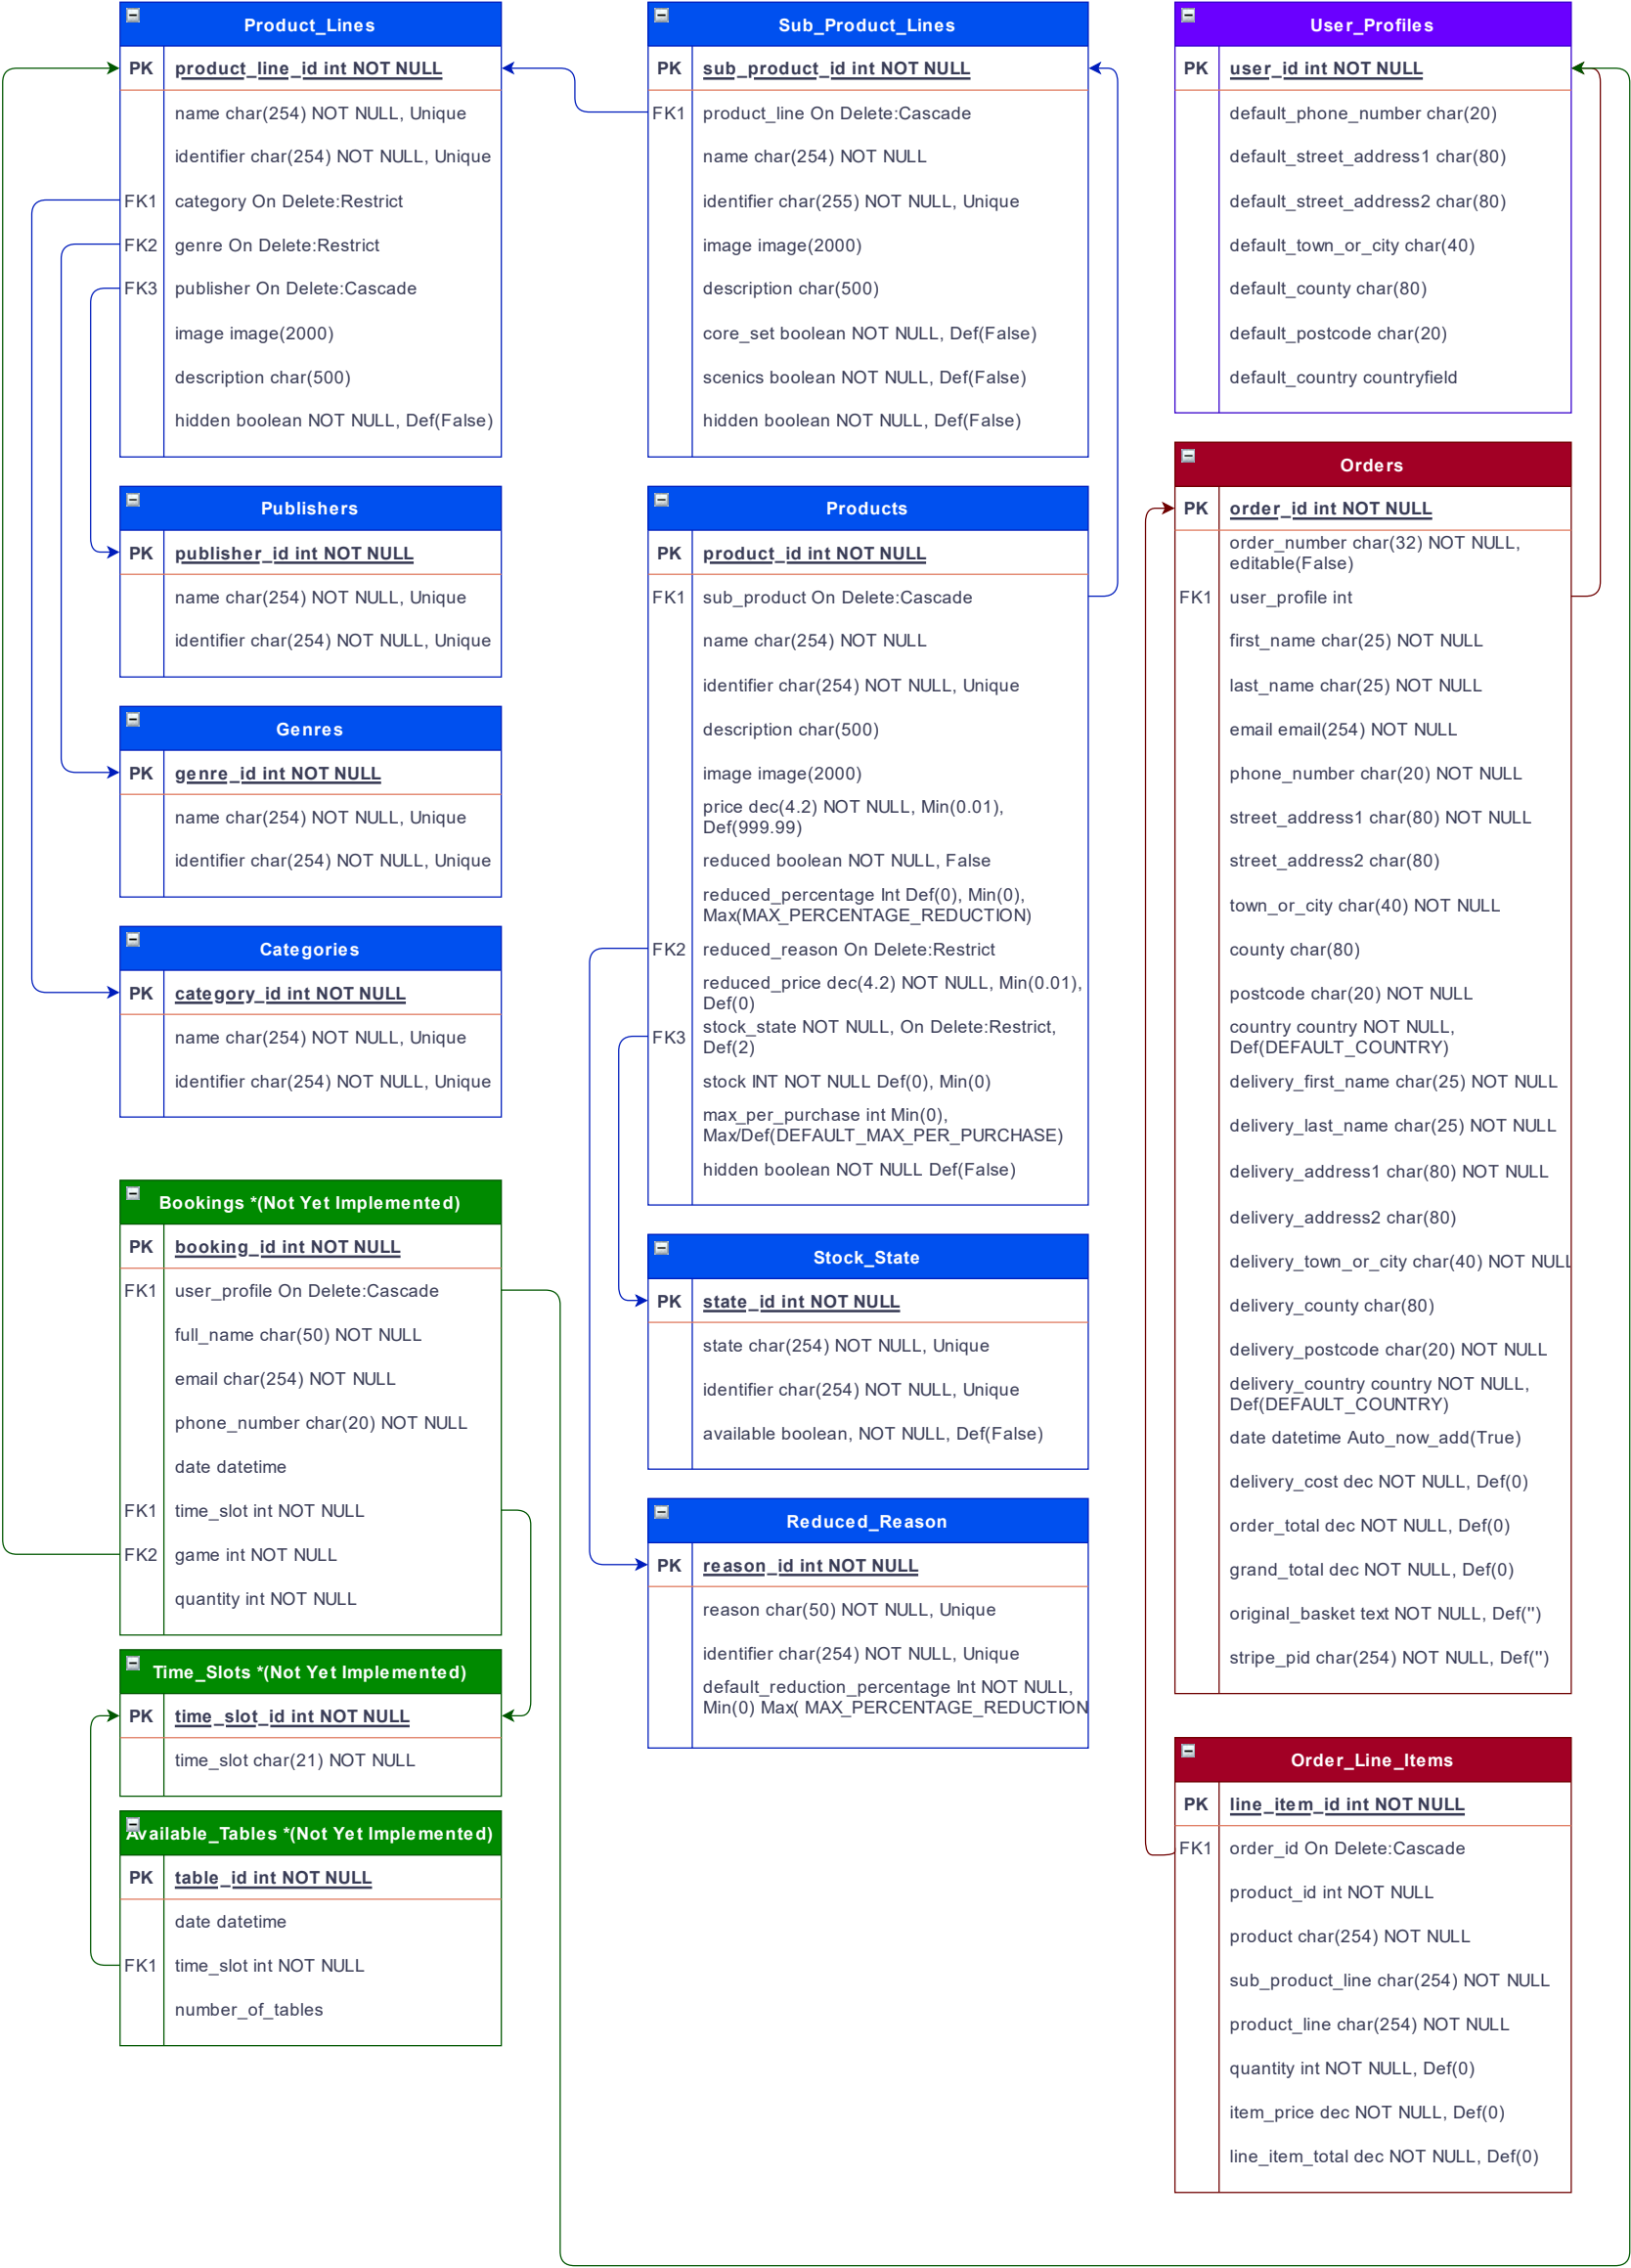 Product_Lines
PK product_line_id int NOT NULL
name char(254) NOT NULL, Unique
identifier char(254) NOT NULL, Unique
FK1 category On Delete:Restrict
FK2 genre On Delete:Restrict
FK3 publisher On Delete:Cascade
image image(2000)
description char(500)
hidden boolean NOT NULL, Def(False)
Publishers
PK publisher_id int NOT NULL
name char(254) NOT NULL, Unique
identifier char(254) NOT NULL, Unique
Genres
PK genre_id int NOT NULL
name char(254) NOT NULL, Unique
identifier char(254) NOT NULL, Unique
Categories
PK category_id int NOT NULL
name char(254) NOT NULL, Unique
identifier char(254) NOT NULL, Unique
Bookings *(Not Yet Implemented)
PK booking_id int NOT NULL
FK1 user_profile On Delete:Cascade
full_name char(50) NOT NULL
email char(254) NOT NULL
phone_number char(20) NOT NULL
date datetime
FK1 time_slot int NOT NULL
FK2 game int NOT NULL
quantity int NOT NULL
Time_Slots *(Not Yet Implemented)
PK time_slot_id int NOT NULL
time_slot char(21) NOT NULL
Available_Tables *(Not Yet Implemented)
PK table_id int NOT NULL
date datetime
FK1 time_slot int NOT NULL
number_of_tables
Sub_Product_Lines
PK sub_product_id int NOT NULL
FK1 product_line On Delete:Cascade
name char(254) NOT NULL
identifier char(255) NOT NULL, Unique
image image(2000)
description char(500)
core_set boolean NOT NULL, Def(False)
scenics boolean NOT NULL, Def(False)
hidden boolean NOT NULL, Def(False)
Products
PK product_id int NOT NULL
FK1 sub_product On Delete:Cascade
name char(254) NOT NULL
identifier char(254) NOT NULL, Unique
description char(500)
image image(2000)
price dec(4.2) NOT NULL, Min(0.01),
Def(999.99)
reduced boolean NOT NULL, False
reduced_percentage Int Def(0), Min(0),
Max(MAX_PERCENTAGE_REDUCTION)
FK2 reduced_reason On Delete:Restrict
reduced_price dec(4.2) NOT NULL, Min(0.01),
Def(0)
FK3 stock_state NOT NULL, On Delete:Restrict,
Def(2)
stock INT NOT NULL Def(0), Min(0)
max_per_purchase int Min(0),
Max/Def(DEFAULT_MAX_PER_PURCHASE)
hidden boolean NOT NULL Def(False)
Stock_State
PK state_id int NOT NULL
state char(254) NOT NULL, Unique
identifier char(254) NOT NULL, Unique
available boolean, NOT NULL, Def(False)
Reduced_Reason
PK reason_id int NOT NULL
reason char(50) NOT NULL, Unique
identifier char(254) NOT NULL, Unique
default_reduction_percentage Int NOT NULL,
Min(0) Max( MAX_PERCENTAGE_REDUCTION
User_Profiles
PK user_id int NOT NULL
default_phone_number char(20)
default_street_address1 char(80)
default_street_address2 char(80)
default_town_or_city char(40)
default_county char(80)
default_postcode char(20)
default_country countryfield
Orders
PK order_id int NOT NULL
order_number char(32) NOT NULL,
editable(False)
FK1 user_profile int
first_name char(25) NOT NULL
last_name char(25) NOT NULL
email email(254) NOT NULL
phone_number char(20) NOT NULL
street_address1 char(80) NOT NULL
street_address2 char(80)
town_or_city char(40) NOT NULL
county char(80)
postcode char(20) NOT NULL
country country NOT NULL,
Def(DEFAULT_COUNTRY)
delivery_first_name char(25) NOT NULL
delivery_last_name char(25) NOT NULL
delivery_address1 char(80) NOT NULL
delivery_address2 char(80)
delivery_town_or_city char(40) NOT NULL
delivery_county char(80)
delivery_postcode char(20) NOT NULL
delivery_country country NOT NULL,
Def(DEFAULT_COUNTRY)
date datetime Auto_now_add(True)
delivery_cost dec NOT NULL, Def(0)
order_total dec NOT NULL, Def(0)
grand_total dec NOT NULL, Def(0)
original_basket text NOT NULL, Def('')
stripe_pid char(254) NOT NULL, Def('')
Order_Line_Items
PK line_item_id int NOT NULL
FK1 order_id On Delete:Cascade
product_id int NOT NULL
product char(254) NOT NULL
sub_product_line char(254) NOT NULL
product_line char(254) NOT NULL
quantity int NOT NULL, Def(0)
item_price dec NOT NULL, Def(0)
line_item_total dec NOT NULL, Def(0)